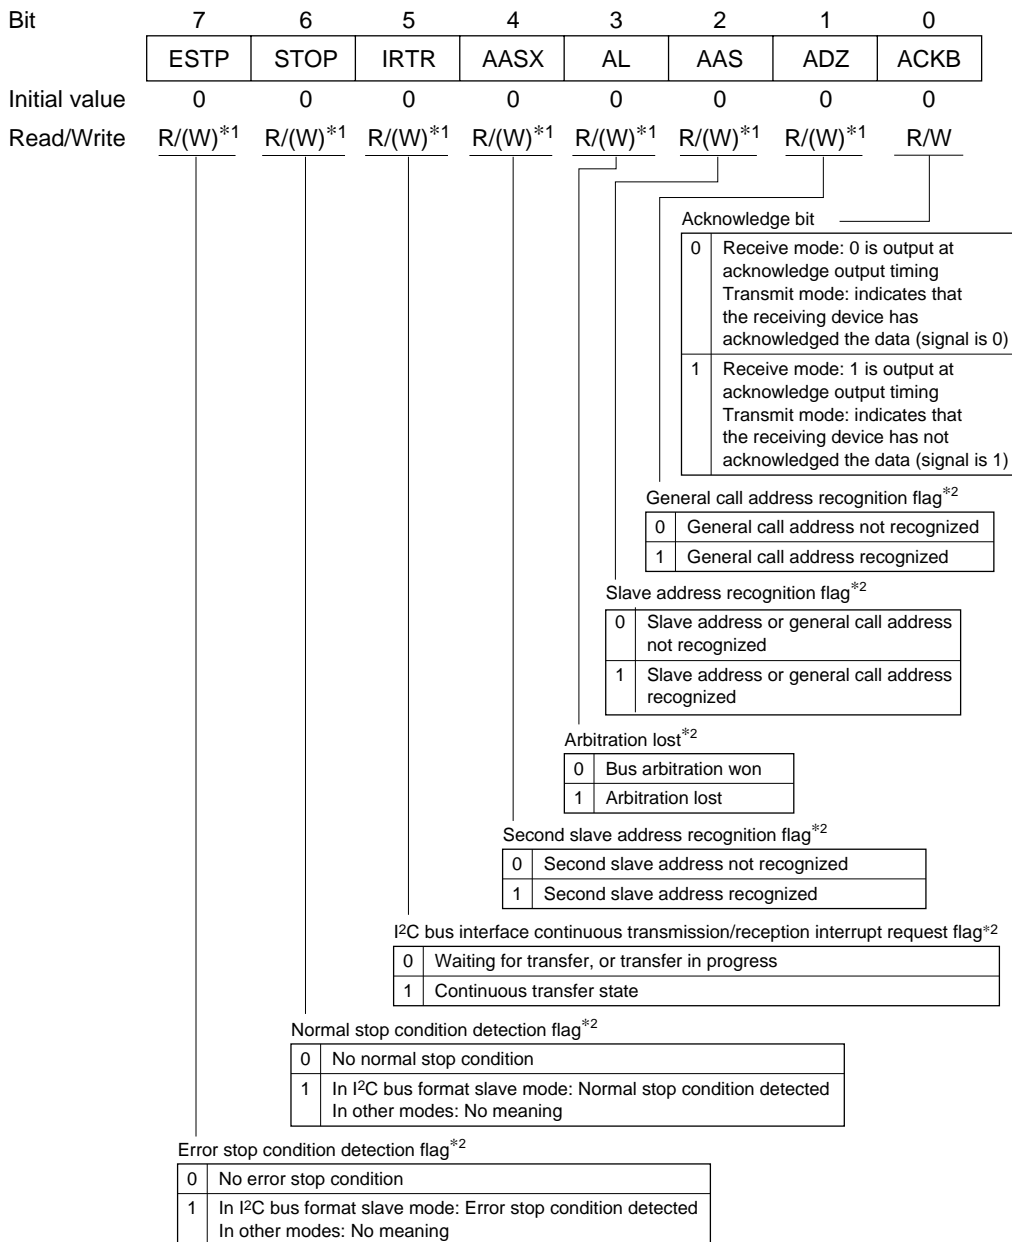 Bit 7 6 5 4 3 2 1 0
ESTP STOP IRTR AASX AL AAS ADZ ACKB
Initial value 0 0 0 0 0 0 0 0
Read/Write R/(W)*1 R/(W)*1 R/(W)*1 R/(W)*1 R/(W)*1 R/(W)*1 R/(W)*1 R/W
Acknowledge bit
0 Receive mode: 0 is output at
acknowledge output timing
Transmit mode: indicates that
the receiving device has
acknowledged the data (signal is 0)
1 Receive mode: 1 is output at
acknowledge output timing
Transmit mode: indicates that
the receiving device has not
acknowledged the data (signal is 1)
General call address recognition flag*2
0 General call address not recognized
1 General call address recognized
Slave address recognition flag*2
0 Slave address or general call address
not recognized
1 Slave address or general call address
recognized
Arbitration lost*2
0 Bus arbitration won
1 Arbitration lost
Second slave address recognition flag*2
0 Second slave address not recognized
1 Second slave address recognized
I2C bus interface continuous transmission/reception interrupt request flag*2
0 Waiting for transfer, or transfer in progress
1 Continuous transfer state
Normal stop condition detection flag*2
0 No normal stop condition
1 In I2C bus format slave mode: Normal stop condition detected
In other modes: No meaning
Error stop condition detection flag*2
0 No error stop condition
1 In I2C bus format slave mode: Error stop condition detected
In other modes: No meaning